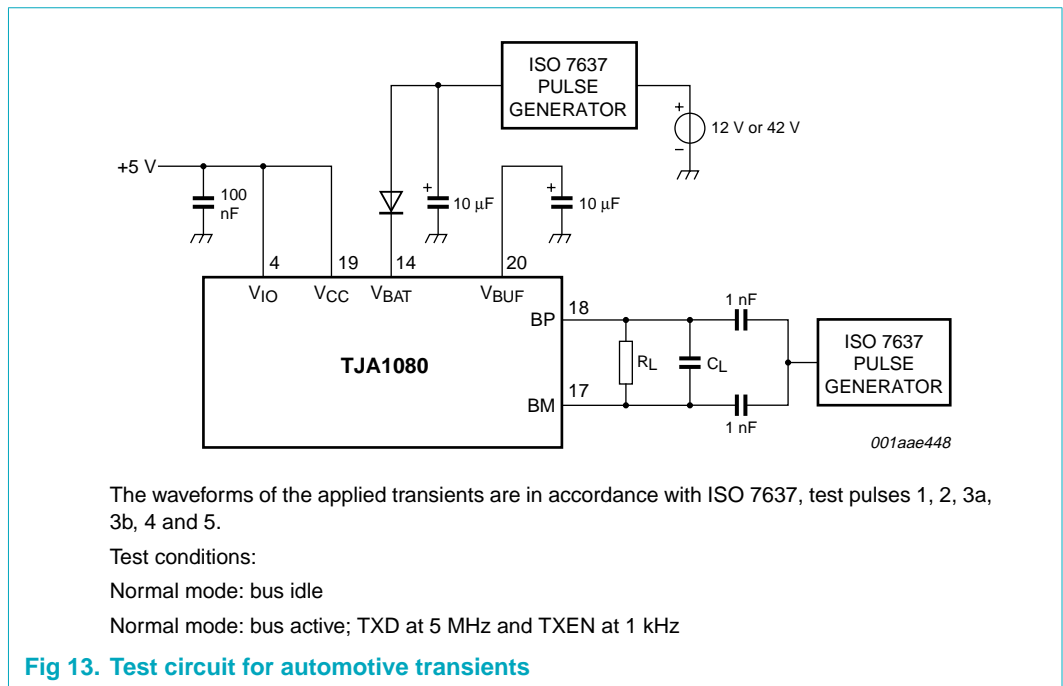 ISO 7637
PULSE
GENERATOR
+
12 V or 42 V
−
+5 V
100
nF
+
10 μF
+
10 μF
4
19
14
20
VIO
VCC
VBAT
VBUF
BP
18
1 nF
TJA1080
RL
CL
ISO 7637
PULSE
GENERATOR
BM
17
1 nF
001aae448
The waveforms of the applied transients are in accordance with ISO 7637, test pulses 1, 2, 3a,
3b, 4 and 5.
Test conditions:
Normal mode: bus idle
Normal mode: bus active; TXD at 5 MHz and TXEN at 1 kHz
Fig 13. Test circuit for automotive transients